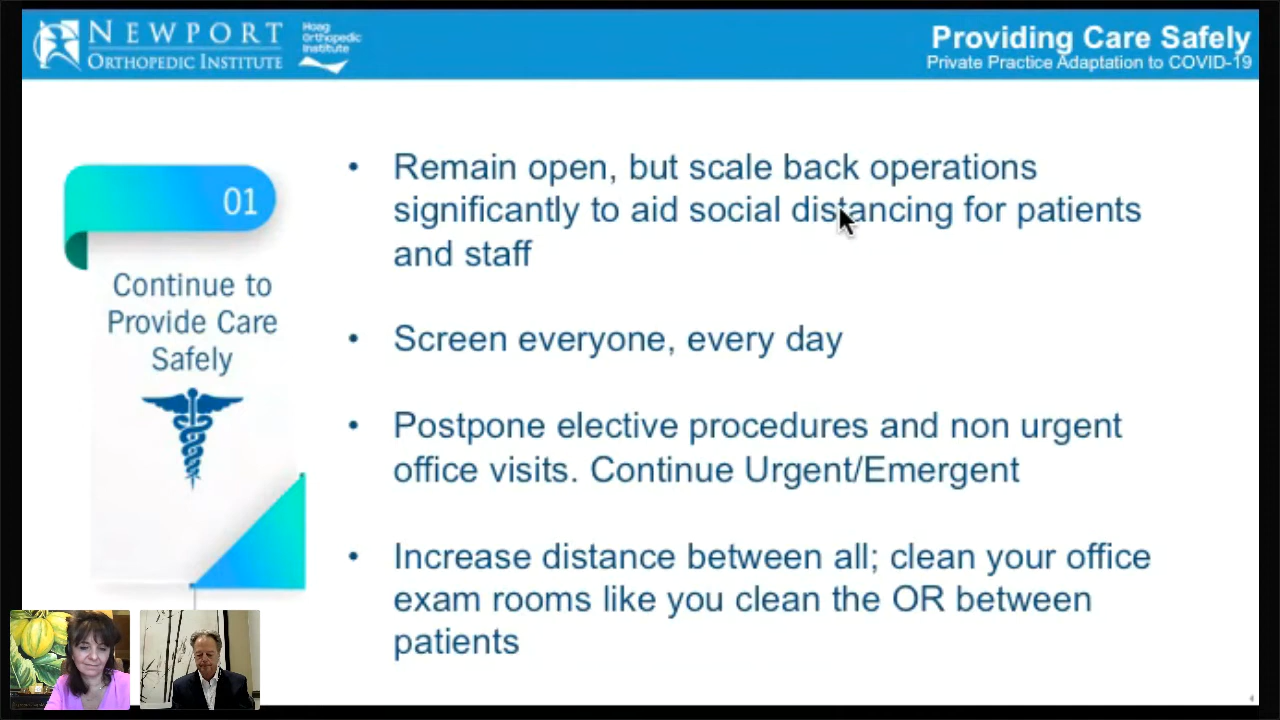 NEWPORT
ORTHOPEDIC INSTITUTE
Hoag
Orthopedic
Institute
Providing Care Safely
Private Practice Adaptation to COVID-19
01
Continue to
Provide Care
Safely
• Remain open, but scale back operations
significantly to aid social distancing for patients
and staff
• Screen everyone, every day
• Postpone elective procedures and non urgent
office visits. Continue Urgent/Emergent
• Increase distance between all; clean your office
exam rooms like you clean the OR between
patients
4